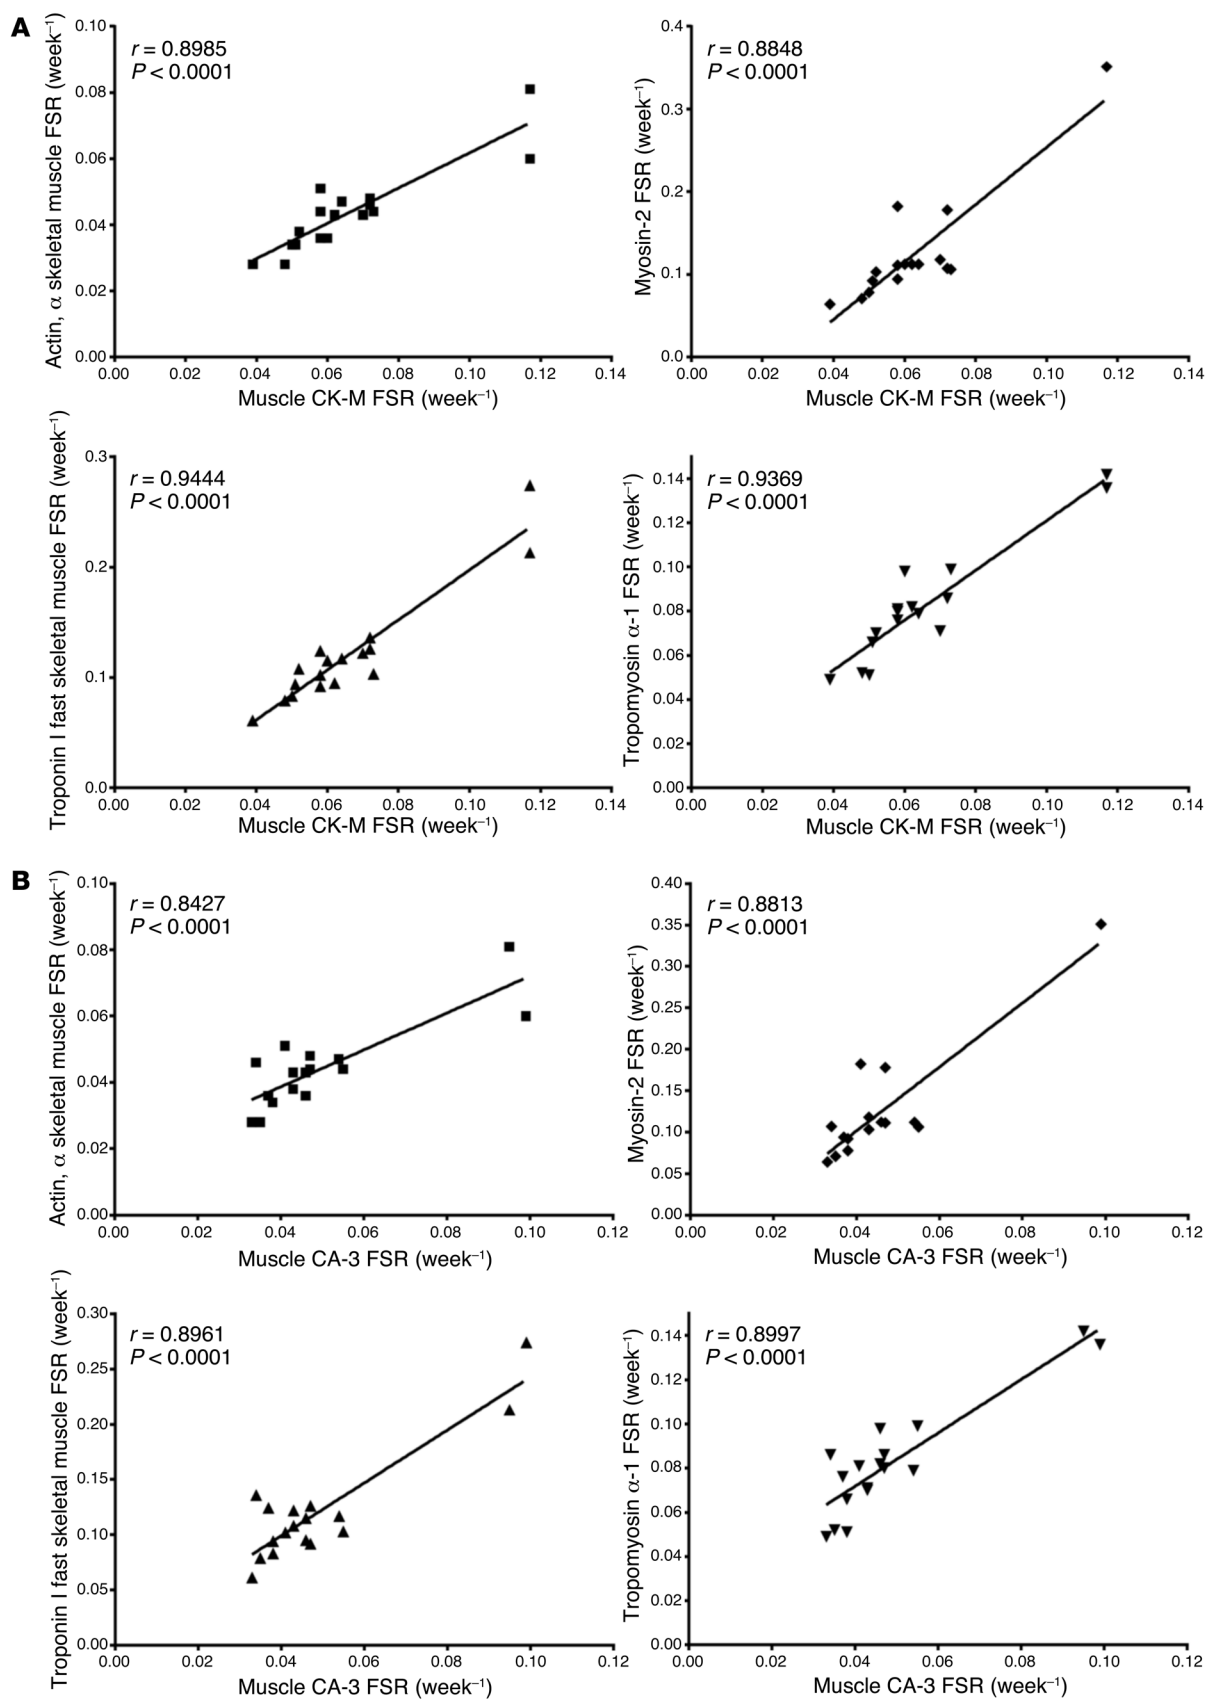 A
r = 0.8985
P < 0.0001
Actin, α skeletal muscle FSR (week⁻¹)
0.10
0.08
0.06
0.04
0.02
0.00
0.00 0.02 0.04 0.06 0.08 0.10 0.12 0.14
Muscle CK-M FSR (week⁻¹)
r = 0.8848
P < 0.0001
Myosin-2 FSR (week⁻¹)
0.4
0.3
0.2
0.1
0.0
0.00 0.02 0.04 0.06 0.08 0.10 0.12 0.14
Muscle CK-M FSR (week⁻¹)
r = 0.9444
P < 0.0001
Troponin I fast skeletal muscle FSR (week⁻¹)
0.3
0.2
0.1
0.0
0.00 0.02 0.04 0.06 0.08 0.10 0.12 0.14
Muscle CK-M FSR (week⁻¹)
r = 0.9369
P < 0.0001
Tropomyosin α-1 FSR (week⁻¹)
0.14
0.12
0.10
0.08
0.06
0.04
0.02
0.00
0.00 0.02 0.04 0.06 0.08 0.10 0.12 0.14
Muscle CK-M FSR (week⁻¹)
B
r = 0.8427
P < 0.0001
Actin, α skeletal muscle FSR (week⁻¹)
0.10
0.08
0.06
0.04
0.02
0.00
0.00 0.02 0.04 0.06 0.08 0.10 0.12
Muscle CA-3 FSR (week⁻¹)
r = 0.8813
P < 0.0001
Myosin-2 FSR (week⁻¹)
0.40
0.35
0.30
0.25
0.20
0.15
0.10
0.05
0.00
0.00 0.02 0.04 0.06 0.08 0.10 0.12
Muscle CA-3 FSR (week⁻¹)
r = 0.8961
P < 0.0001
Troponin I fast skeletal muscle FSR (week⁻¹)
0.30
0.25
0.20
0.15
0.10
0.05
0.00
0.00 0.02 0.04 0.06 0.08 0.10 0.12
Muscle CA-3 FSR (week⁻¹)
r = 0.8997
P < 0.0001
Tropomyosin α-1 FSR (week⁻¹)
0.14
0.12
0.10
0.08
0.06
0.04
0.02
0.00
0.00 0.02 0.04 0.06 0.08 0.10 0.12
Muscle CA-3 FSR (week⁻¹)